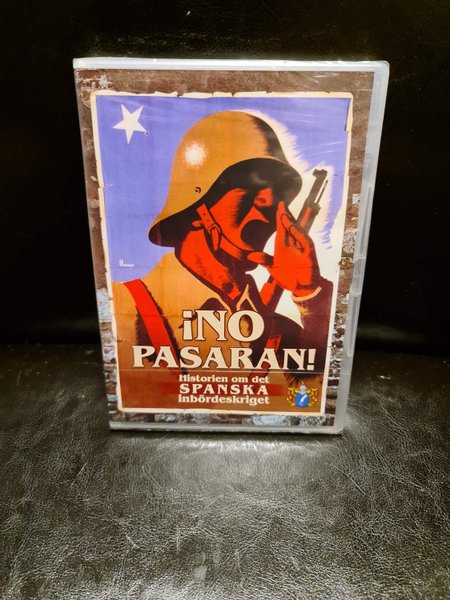 ¡NO
PASARAN!
Historien om det
SPANSKA
inbördeskriget